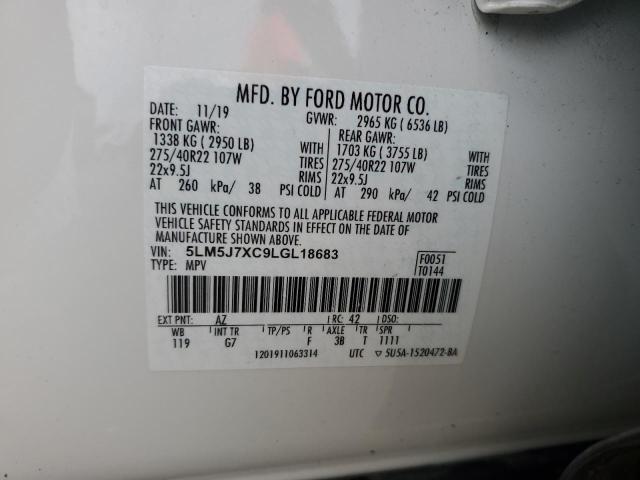 MFD. BY FORD MOTOR CO.
DATE: 11/19 GVWR: 2965 KG ( 6536 LB)
FRONT GAWR: REAR GAWR:
1338 KG ( 2950 LB) WITH 1703 KG ( 3755 LB) WITH
275/40R22 107W TIRES 275/40R22 107W TIRES
22x9.5J RIMS 22x9.5J RIMS
AT 260 kPa/ 38 PSI COLD AT 290 kPa/ 42 PSI COLD
THIS VEHICLE CONFORMS TO ALL APPLICABLE FEDERAL MOTOR
VEHICLE SAFETY STANDARDS IN EFFECT ON THE DATE OF
MANUFACTURE SHOWN ABOVE.
VIN: 5LM5J7XC9LGL18683 F0051
TYPE: MPV T0144
EXT PNT: AZ RC: 42 DSO:
WB INT TR TP/PS R AXLE TR SPR
119 G7 F 3B T 1111
1201911063314 UTC ▽ 5U5A-1520472-BA